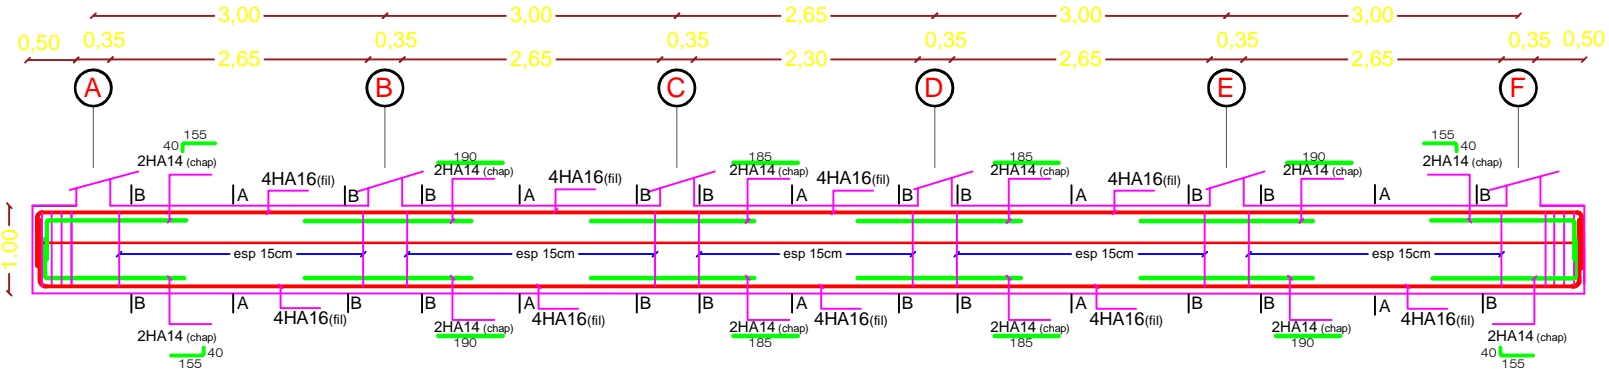 3,00 3,00 2,65 3,00 3,00
0,50 0,35 0,35 0,35 0,35 0,35 0,35 0,50
2,65 2,65 2,30 2,65 2,65
A B C D E F
155 155
40 190 185 185 190 40
2HA14 (chap) 2HA14 (chap) 2HA14 (chap) 2HA14 (chap) 2HA14 (chap) 2HA14 (chap)
4HA16(fil) 4HA16(fil) 4HA16(fil) 4HA16(fil)
B A B B A B B A B B A B B A B
1.00
esp 15cm esp 15cm esp 15cm esp 15cm esp 15cm
B A B B A B B A B B A B B A B
4HA16(fil) 4HA16(fil) 4HA16(fil) 4HA16(fil) 4HA16(fil)
2HA14 (chap) 2HA14 (chap) 2HA14 (chap) 2HA14 (chap) 2HA14 (chap) 2HA14 (chap)
40 190 185 185 190 40
155 155